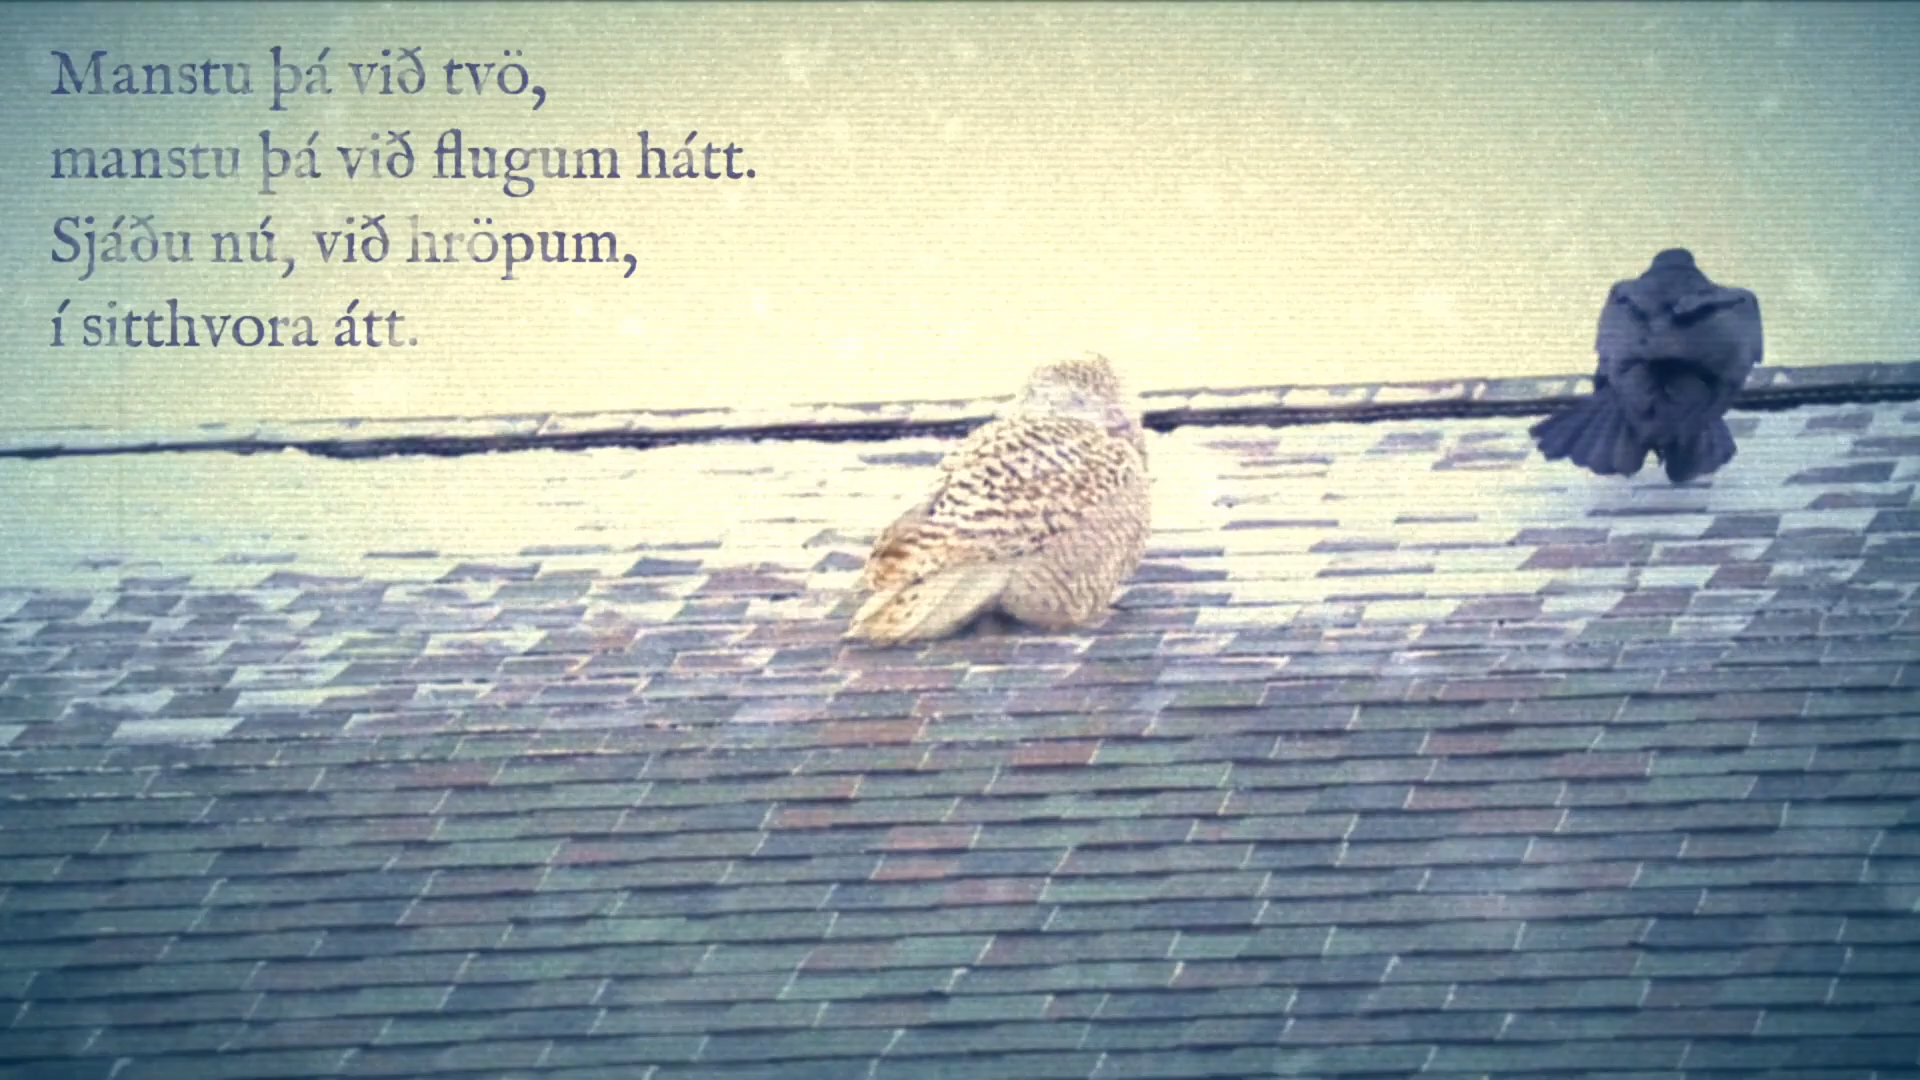 Manstu þá við tvö,
manstu þá við flugum hátt.
Sjáðu nú, við hröpum,
í sitthvora átt.